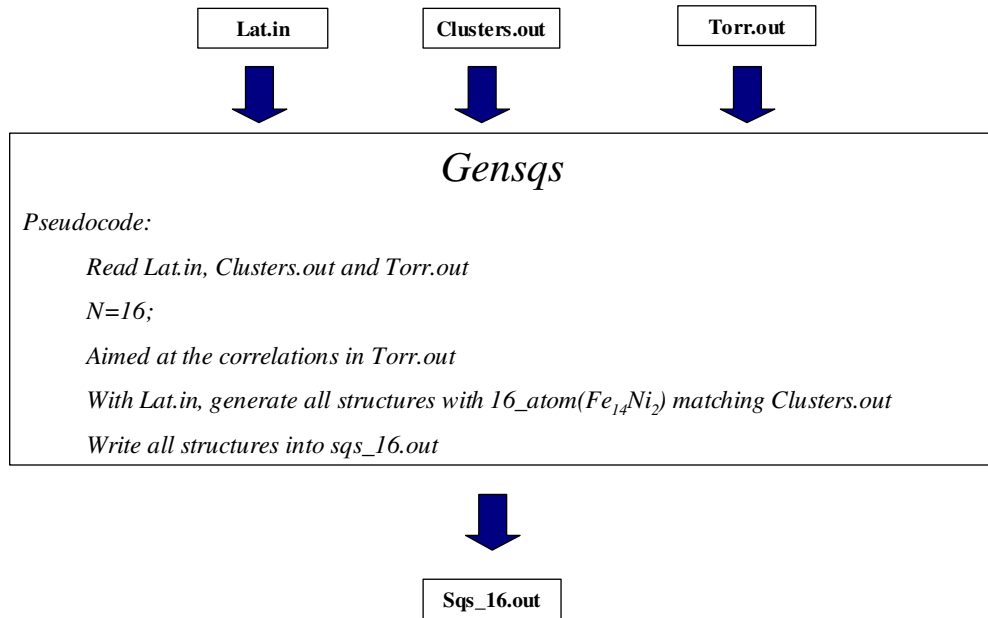 Lat.in Clusters.out Torr.out
Gensqs
Pseudocode:
Read Lat.in, Clusters.out and Torr.out
N=16;
Aimed at the correlations in Torr.out
With Lat.in, generate all structures with 16_atom(Fe₁₄Ni₂) matching Clusters.out
Write all structures into sqs_16.out
Sqs_16.out